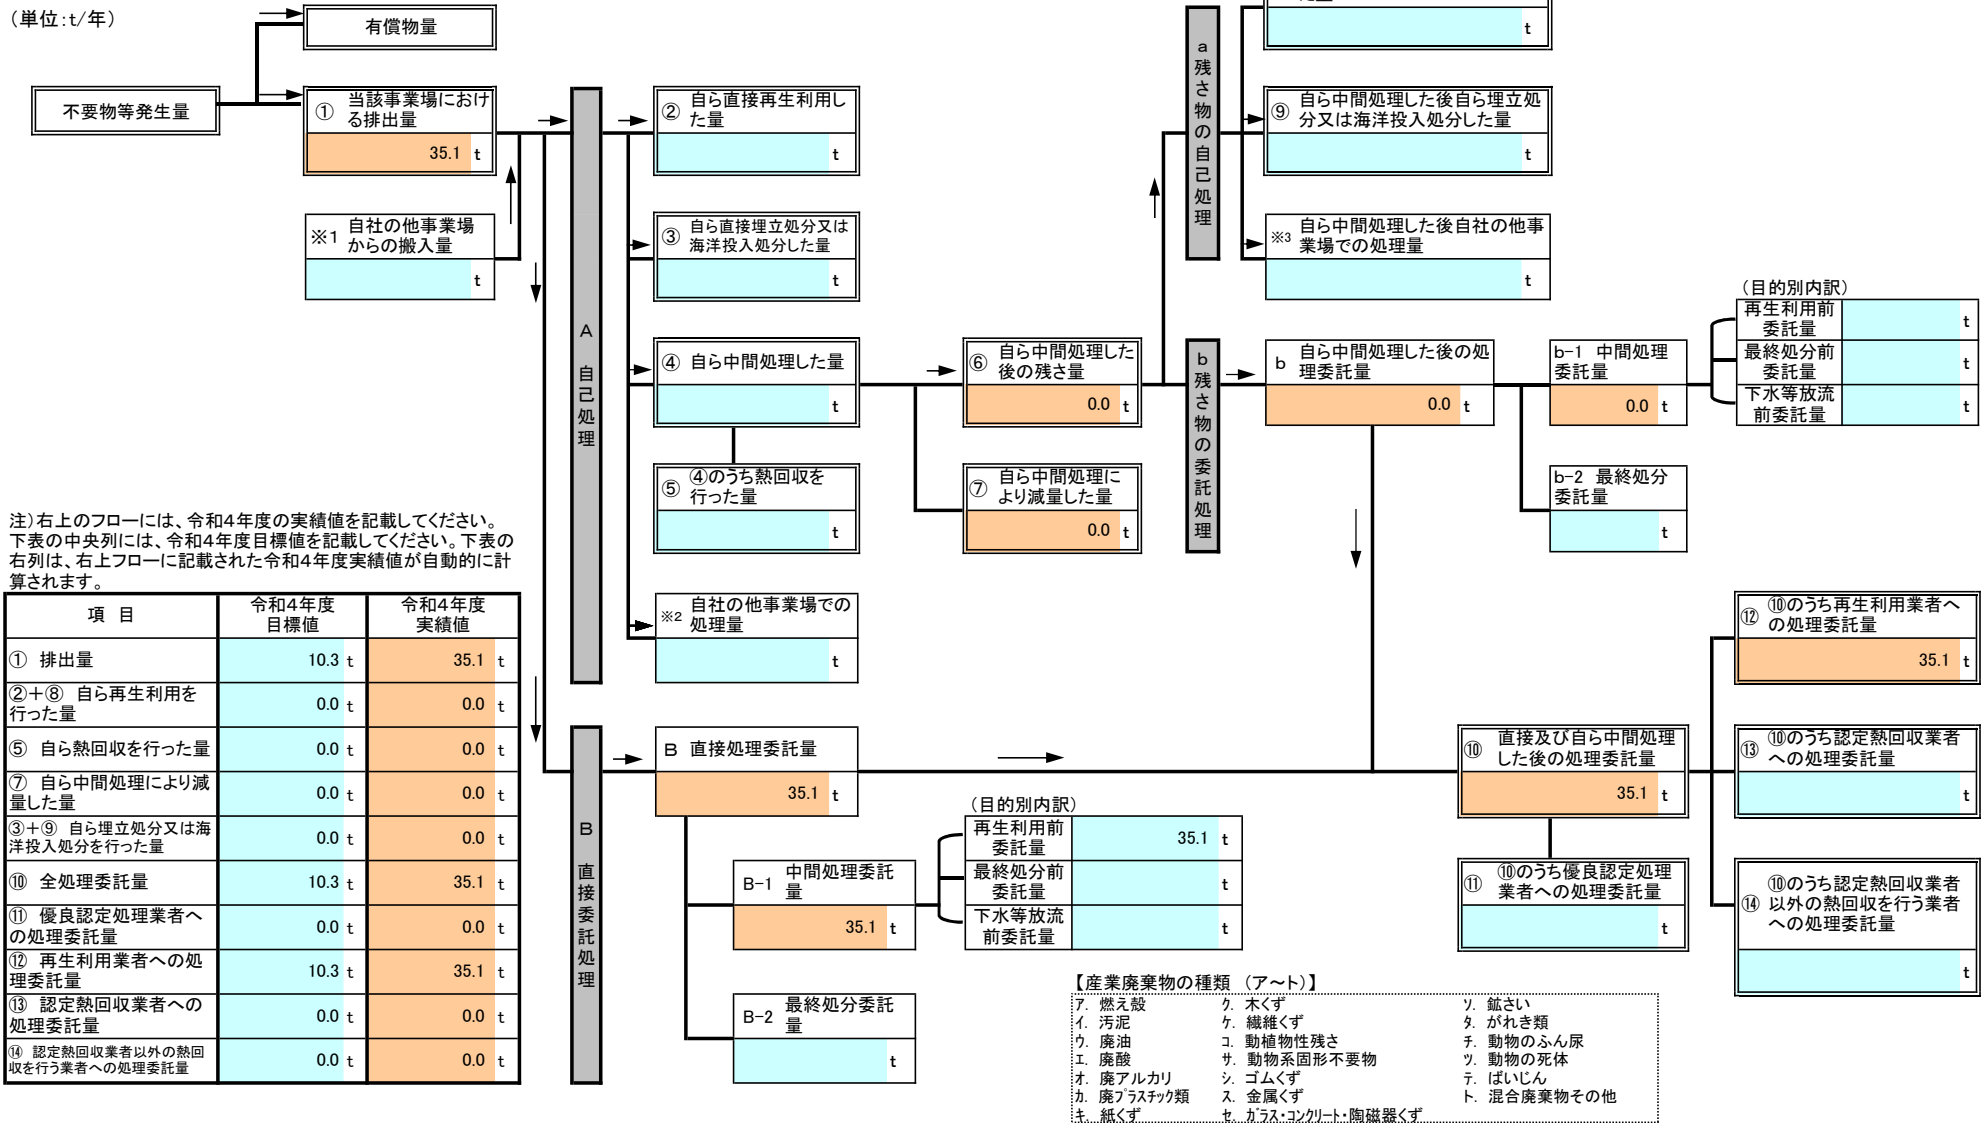 （単位：t/年）
有償物量
不要物等発生量
① 当該事業場におけ
る排出量
35.1 t
※1 自社の他事業場
からの搬入量
t
A 自己処理
② 自ら直接再生利用し
た量
t
③ 自ら直接埋立処分又は
海洋投入処分した量
t
④ 自ら中間処理した量
t
⑤ ④のうち熱回収を
行った量
t
※2 自社の他事業場での
処理量
t
⑥ 自ら中間処理した
後の残さ量
0.0 t
⑦ 自ら中間処理に
より減量した量
0.0 t
a 残さ物の自己処理
t
⑨ 自ら中間処理した後自ら埋立処
分又は海洋投入処分した量
t
※3 自ら中間処理した後自社の他事
業場での処理量
t
b 残さ物の委託処理
b 自ら中間処理した後の処
理委託量
0.0 t
b-1 中間処理
委託量
0.0 t
b-2 最終処分
委託量
t
（目的別内訳）
再生利用前
委託量
t
最終処分前
委託量
t
下水等放流
前委託量
t
注）右上のフローには、令和４年度の実績値を記載してください。
下表の中央列には、令和４年度目標値を記載してください。下表の
右列は、右上フローに記載された令和４年度実績値が自動的に計
算されます。
項 目 令和４年度
目標値 令和４年度
実績値
① 排出量 10.3 t 35.1 t
②＋⑧ 自ら再生利用を
行った量 0.0 t 0.0 t
⑤ 自ら熱回収を行った量 0.0 t 0.0 t
⑦ 自ら中間処理により減
量した量 0.0 t 0.0 t
③＋⑨ 自ら埋立処分又は海
洋投入処分を行った量 0.0 t 0.0 t
⑩ 全処理委託量 10.3 t 35.1 t
⑪ 優良認定処理業者へ
の処理委託量 0.0 t 0.0 t
⑫ 再生利用業者への処
理委託量 10.3 t 35.1 t
⑬ 認定熱回収業者への
処理委託量 0.0 t 0.0 t
⑭ 認定熱回収業者以外の熱回
収を行う業者への処理委託量 0.0 t 0.0 t
B 直接委託処理
B 直接処理委託量
35.1 t
B-1 中間処理委託
量
35.1 t
B-2 最終処分委託
量
t
（目的別内訳）
再生利用前
委託量
35.1 t
最終処分前
委託量
t
下水等放流
前委託量
t
⑩ 直接及び自ら中間処理
した後の処理委託量
35.1 t
⑪ ⑩のうち優良認定処理
業者への処理委託量
t
⑫ ⑩のうち再生利用業者へ
の処理委託量
35.1 t
⑬ ⑩のうち認定熱回収業者
への処理委託量
t
⑭ ⑩のうち認定熱回収業者
以外の熱回収を行う業者
への処理委託量
t
【産業廃棄物の種類 （ア～ト）】
ｱ. 燃え殻 ｸ. 木くず ｿ. 鉱さい
ｲ. 汚泥 ｹ. 繊維くず ﾀ. がれき類
ｳ. 廃油 ｺ. 動植物性残さ ﾁ. 動物のふん尿
ｴ. 廃酸 ｻ. 動物系固形不要物 ﾂ. 動物の死体
ｵ. 廃アルカリ ｼ. ゴムくず ﾃ. ばいじん
ｶ. 廃ﾌﾟﾗｽﾁｯｸ類 ｽ. 金属くず ﾄ. 混合廃棄物その他
ｷ. 紙くず ｾ. ｶﾞﾗｽ・ｺﾝｸﾘｰﾄ・陶磁器くず